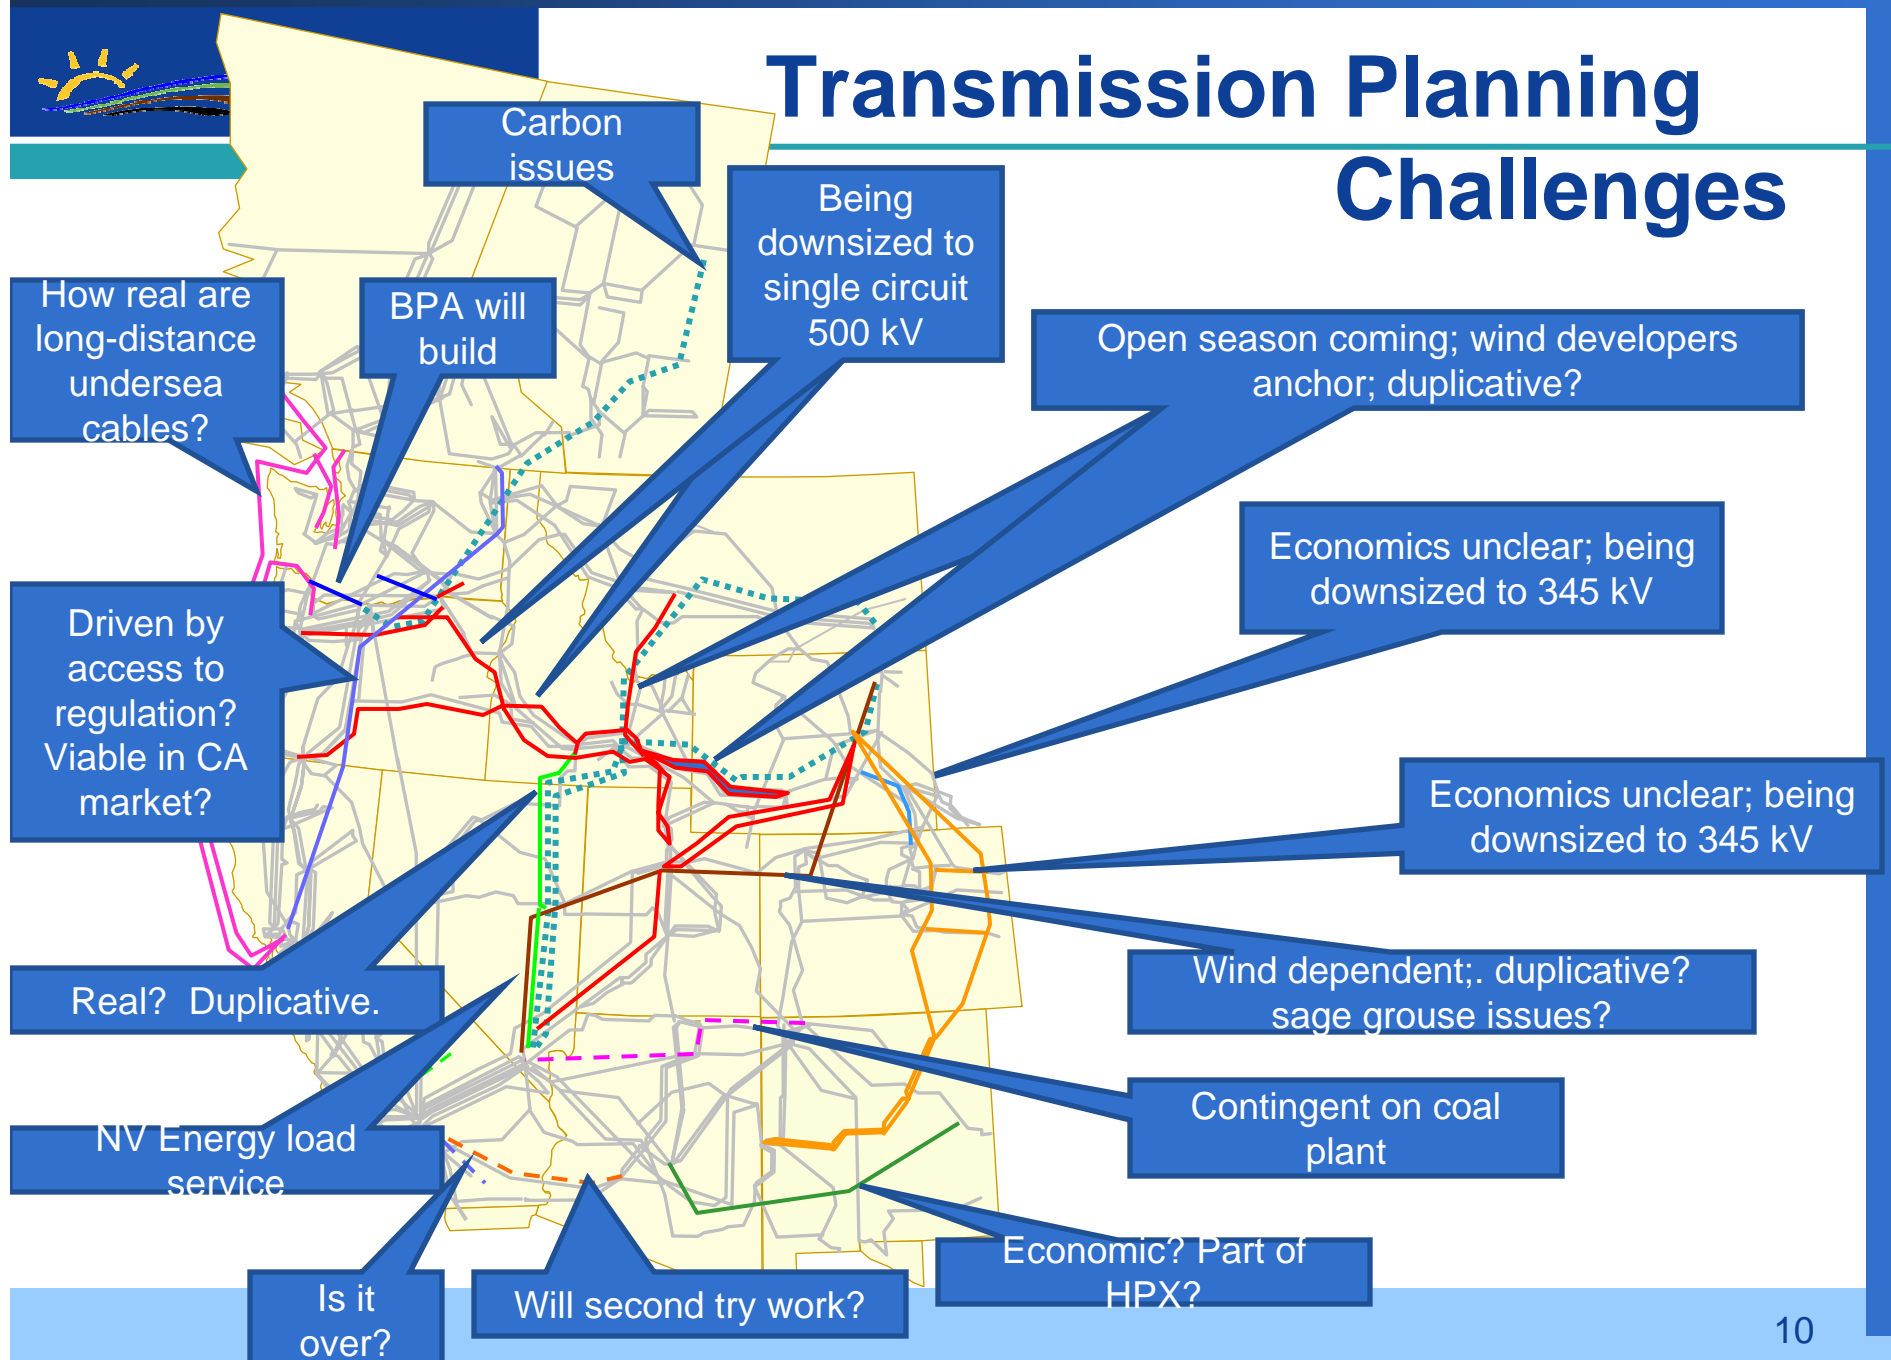 Transmission Planning
Challenges
Carbon
issues
Being
downsized to
single circuit
500 kV
How real are
long-distance
undersea
cables?
BPA will
build
Open season coming; wind developers
anchor; duplicative?
Economics unclear; being
downsized to 345 kV
Driven by
access to
regulation?
Viable in CA
market?
Economics unclear; being
downsized to 345 kV
Real? Duplicative.
Wind dependent;. duplicative?
sage grouse issues?
NV Energy load
service
Contingent on coal
plant
Economic? Part of
HPX?
Is it
over?
Will second try work?
10